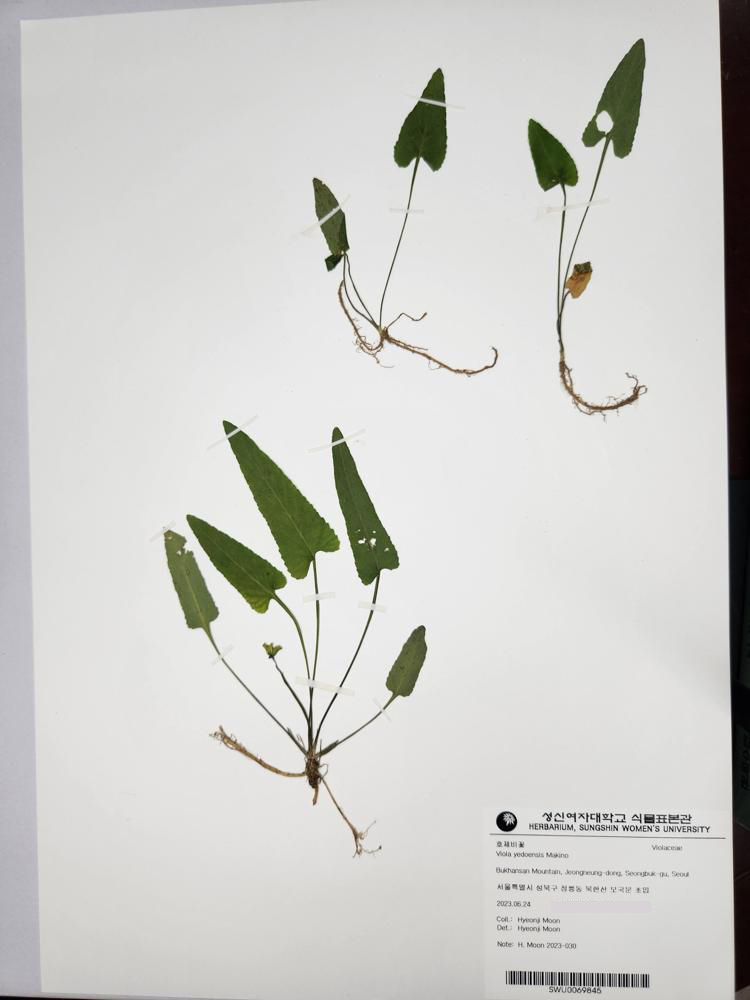 성신여자대학교 식물표본관
HERBARIUM, SUNGSHIN WOMEN'S UNIVERSITY
호제비꽃 Violaceae
Viola yedoensis Makino
Bukhansan Mountain, Jeongneung-dong, Seongbuk-gu, Seoul
서울특별시 성북구 정릉동 북한산 보국문 초입
2023.06.24
Coll.: Hyeonji Moon
Det.: Hyeonji Moon
Note: H. Moon 2023-030
SWU0069845